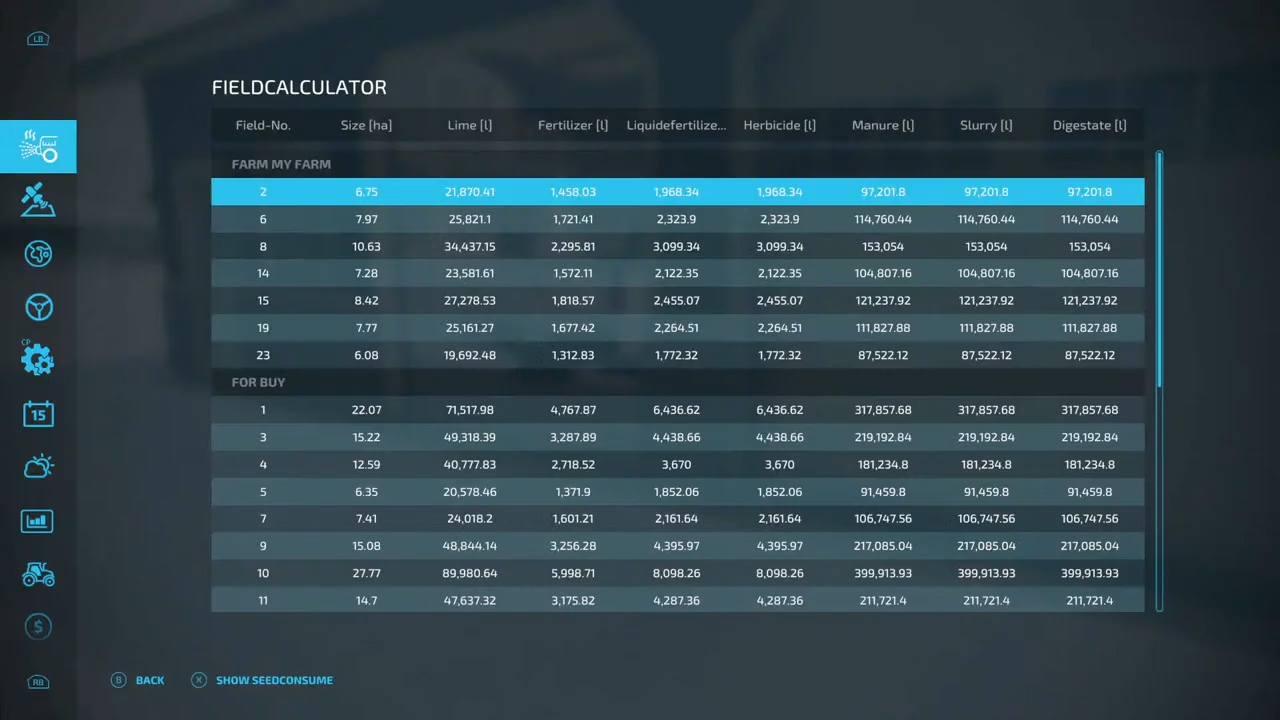 LB
FIELDCALCULATOR
Field-No. Size [ha] Lime [l] Fertilizer [l] Liquidefertilize... Herbicide [l] Manure [l] Slurry [l] Digestate [l]
FARM MY FARM
2 6.75 21,870.41 1,458.03 1,968.34 1,968.34 97,201.8 97,201.8 97,201.8
6 7.97 25,821.1 1,721.41 2,323.9 2,323.9 114,760.44 114,760.44 114,760.44
8 10.63 34,437.15 2,295.81 3,099.34 3,099.34 153,054 153,054 153,054
14 7.28 23,581.61 1,572.11 2,122.35 2,122.35 104,807.16 104,807.16 104,807.16
15 8.42 27,278.53 1,818.57 2,455.07 2,455.07 121,237.92 121,237.92 121,237.92
19 7.77 25,161.27 1,677.42 2,264.51 2,264.51 111,827.88 111,827.88 111,827.88
CP
23 6.08 19,692.48 1,312.83 1,772.32 1,772.32 87,522.12 87,522.12 87,522.12
FOR BUY
1 22.07 71,517.98 4,767.87 6,436.62 6,436.62 317,857.68 317,857.68 317,857.68
15
3 15.22 49,318.39 3,287.89 4,438.66 4,438.66 219,192.84 219,192.84 219,192.84
4 12.59 40,777.83 2,718.52 3,670 3,670 181,234.8 181,234.8 181,234.8
5 6.35 20,578.46 1,371.9 1,852.06 1,852.06 91,459.8 91,459.8 91,459.8
7 7.41 24,018.2 1,601.21 2,161.64 2,161.64 106,747.56 106,747.56 106,747.56
9 15.08 48,844.14 3,256.28 4,395.97 4,395.97 217,085.04 217,085.04 217,085.04
10 27.77 89,980.64 5,998.71 8,098.26 8,098.26 399,913.93 399,913.93 399,913.93
11 14.7 47,637.32 3,175.82 4,287.36 4,287.36 211,721.4 211,721.4 211,721.4
$
RB
B BACK X SHOW SEEDCONSUME